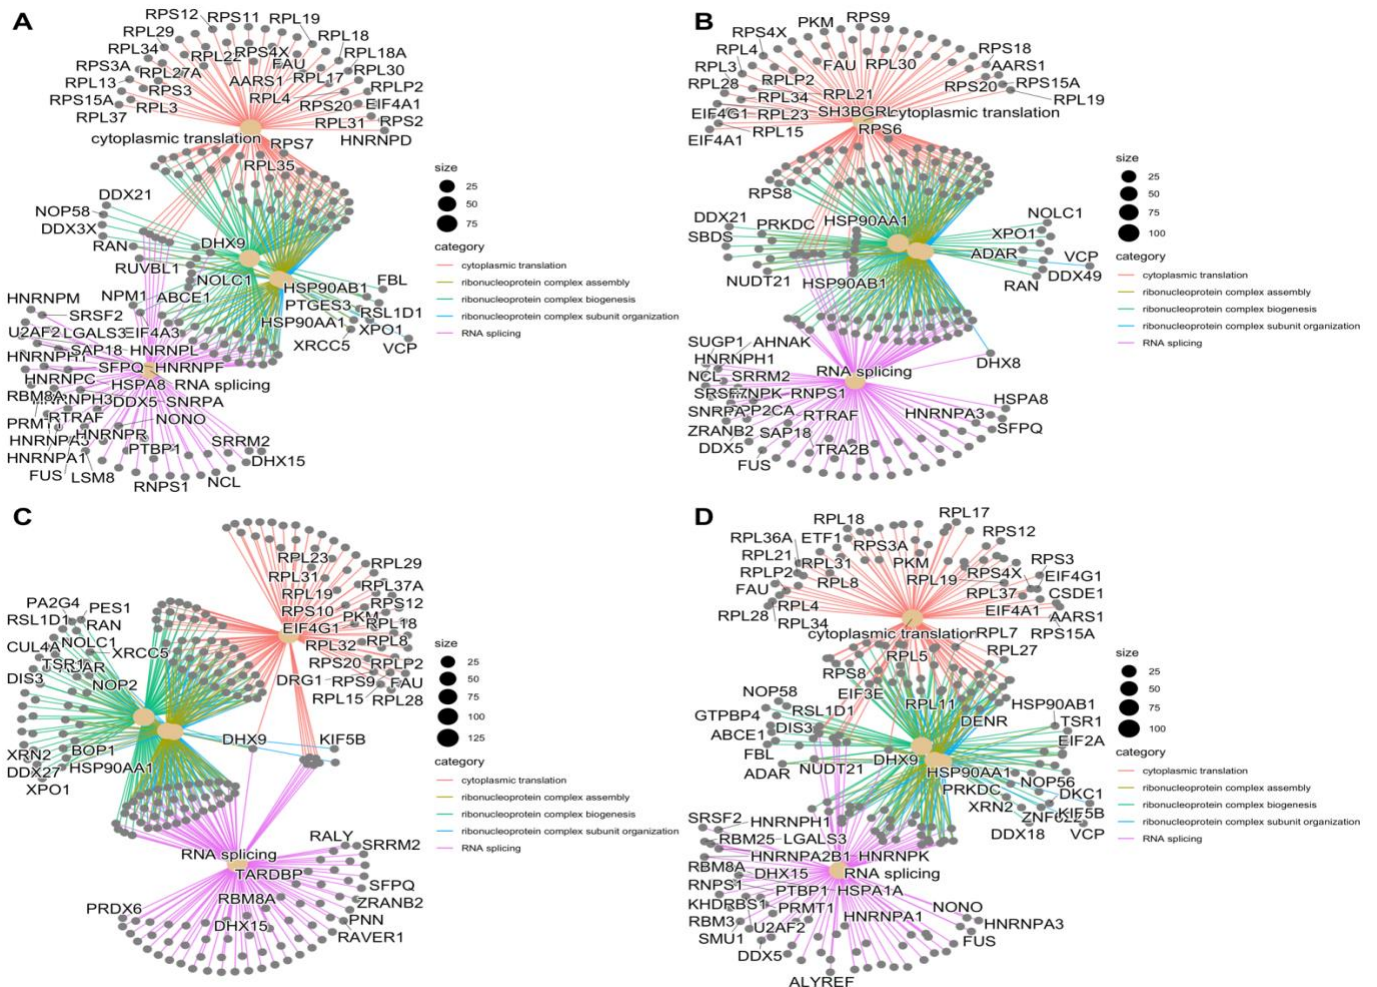 A
RPS12
RPS11
RPL19
RPL29
RPL18
RPL34
RPL22
RPS4X
RPL18A
RPS3A
RPL27A
FAU
RPL30
RPL13
RPS3
AARS1
RPL17
RPLP2
RPS15A
RPL3
RPL4
RPS20
EIF4A1
RPL37
RPL31
RPS2
cytoplasmic translation
RPS7
HNRNPD
RPL35
DDX21
NOP58
DDX3X
RAN
DHX9
RUVBL1
NOLC1
HSP90AB1
FBL
HNRNPM
NPM1
ABCE1
PTGES3
RSL1D1
SRSF2
HSP90AA1
XPO1
U2AF2
LGALS3
EIF4A3
XRCC5
VCP
HNRNPH1
SAP18
HNRNPL
SFPQ
HNRNPF
HNRNPC
HSPA8
RNA splicing
RBM8A
HNRNPH3
DDX5
SNRPA
PRMT1
RTRAF
NONO
HNRNPA3
HNRNPR
PTBP1
SRRM2
HNRNPA1
DHX15
FUS
LSM8
RNPS1
NCL
size
25
50
75
category
cytoplasmic translation
ribonucleoprotein complex assembly
ribonucleoprotein complex biogenesis
ribonucleoprotein complex subunit organization
RNA splicing
B
PKM
RPS9
RPS4X
RPL4
RPS18
RPL3
FAU
RPL30
AARS1
RPL28
RPLP2
RPL21
RPS20
RPS15A
RPL34
RPL19
EIF4G1
RPL23
SH3BGRL
cytoplasmic translation
EIF4A1
RPL15
RPS6
RPS8
DDX21
PRKDC
HSP90AA1
NOLC1
SBDS
XPO1
ADAR
VCP
NUDT21
HSP90AB1
RAN
DDX49
SUGP1
AHNAK
DHX8
HNRNPH1
NCL
SRRM2
RNA splicing
RNPS1
HSPA8
SNRPA
PP2CA
RTRAF
HNRNPA3
SFPQ
ZRANB2
SAP18
DDX5
TRA2B
FUS
size
25
50
75
100
category
cytoplasmic translation
ribonucleoprotein complex assembly
ribonucleoprotein complex biogenesis
ribonucleoprotein complex subunit organization
RNA splicing
C
RPL23
RPL29
RPL31
RPL37A
RPL19
RPS12
RPS10
PKM
RPL18
EIF4G1
RPL8
RPL32
RPS20
RPLP2
DRG1
RPS9
FAU
RPL15
RPL28
PA2G4
PES1
RSL1D1
RAN
CUL4A
NOLC1
XRCC5
TSR1
DIS3
NOP2
DHX9
KIF5B
XRN2
BOP1
HSP90AA1
DDX27
XPO1
RNA splicing
RALY
SRRM2
TARDBP
SFPQ
RBM8A
ZRANB2
PRDX6
PNN
DHX15
RAVER1
size
25
50
75
100
125
category
cytoplasmic translation
ribonucleoprotein complex assembly
ribonucleoprotein complex biogenesis
ribonucleoprotein complex subunit organization
RNA splicing
D
RPL18
RPL17
RPL36A
ETF1
RPS12
RPL21
RPL31
RPS3A
RPS3
RPLP2
PKM
RPS4X
EIF4G1
FAU
RPL8
RPL19
RPL37
CSDE1
RPL28
RPL4
EIF4A1
AARS1
RPL34
cytoplasmic translation
RPL7
RPS15A
RPL5
RPL27
RPS8
NOP58
EIF3E
RPL11
HSP90AB1
GTPBP4
RSL1D1
DENR
TSR1
ABCE1
DIS3
EIF2A
FBL
DHX9
ADAR
NUDT21
HSP90AA1
NOP56
PRKDC
DKC1
XRN2
KIF5B
DDX18
VCP
SRSF2
HNRNPH1
RBM25
LGALS3
HNRNPA2B1
HNRNPK
RBM8A
DHX15
RNA splicing
RNPS1
PTBP1
HSPA1A
KHDRBS1
PRMT1
NONO
RBM3
U2AF2
HNRNPA1
HNRNPA3
SMU1
FUS
DDX5
ALYREF
size
25
50
75
100
category
cytoplasmic translation
ribonucleoprotein complex assembly
ribonucleoprotein complex biogenesis
ribonucleoprotein complex subunit organization
RNA splicing